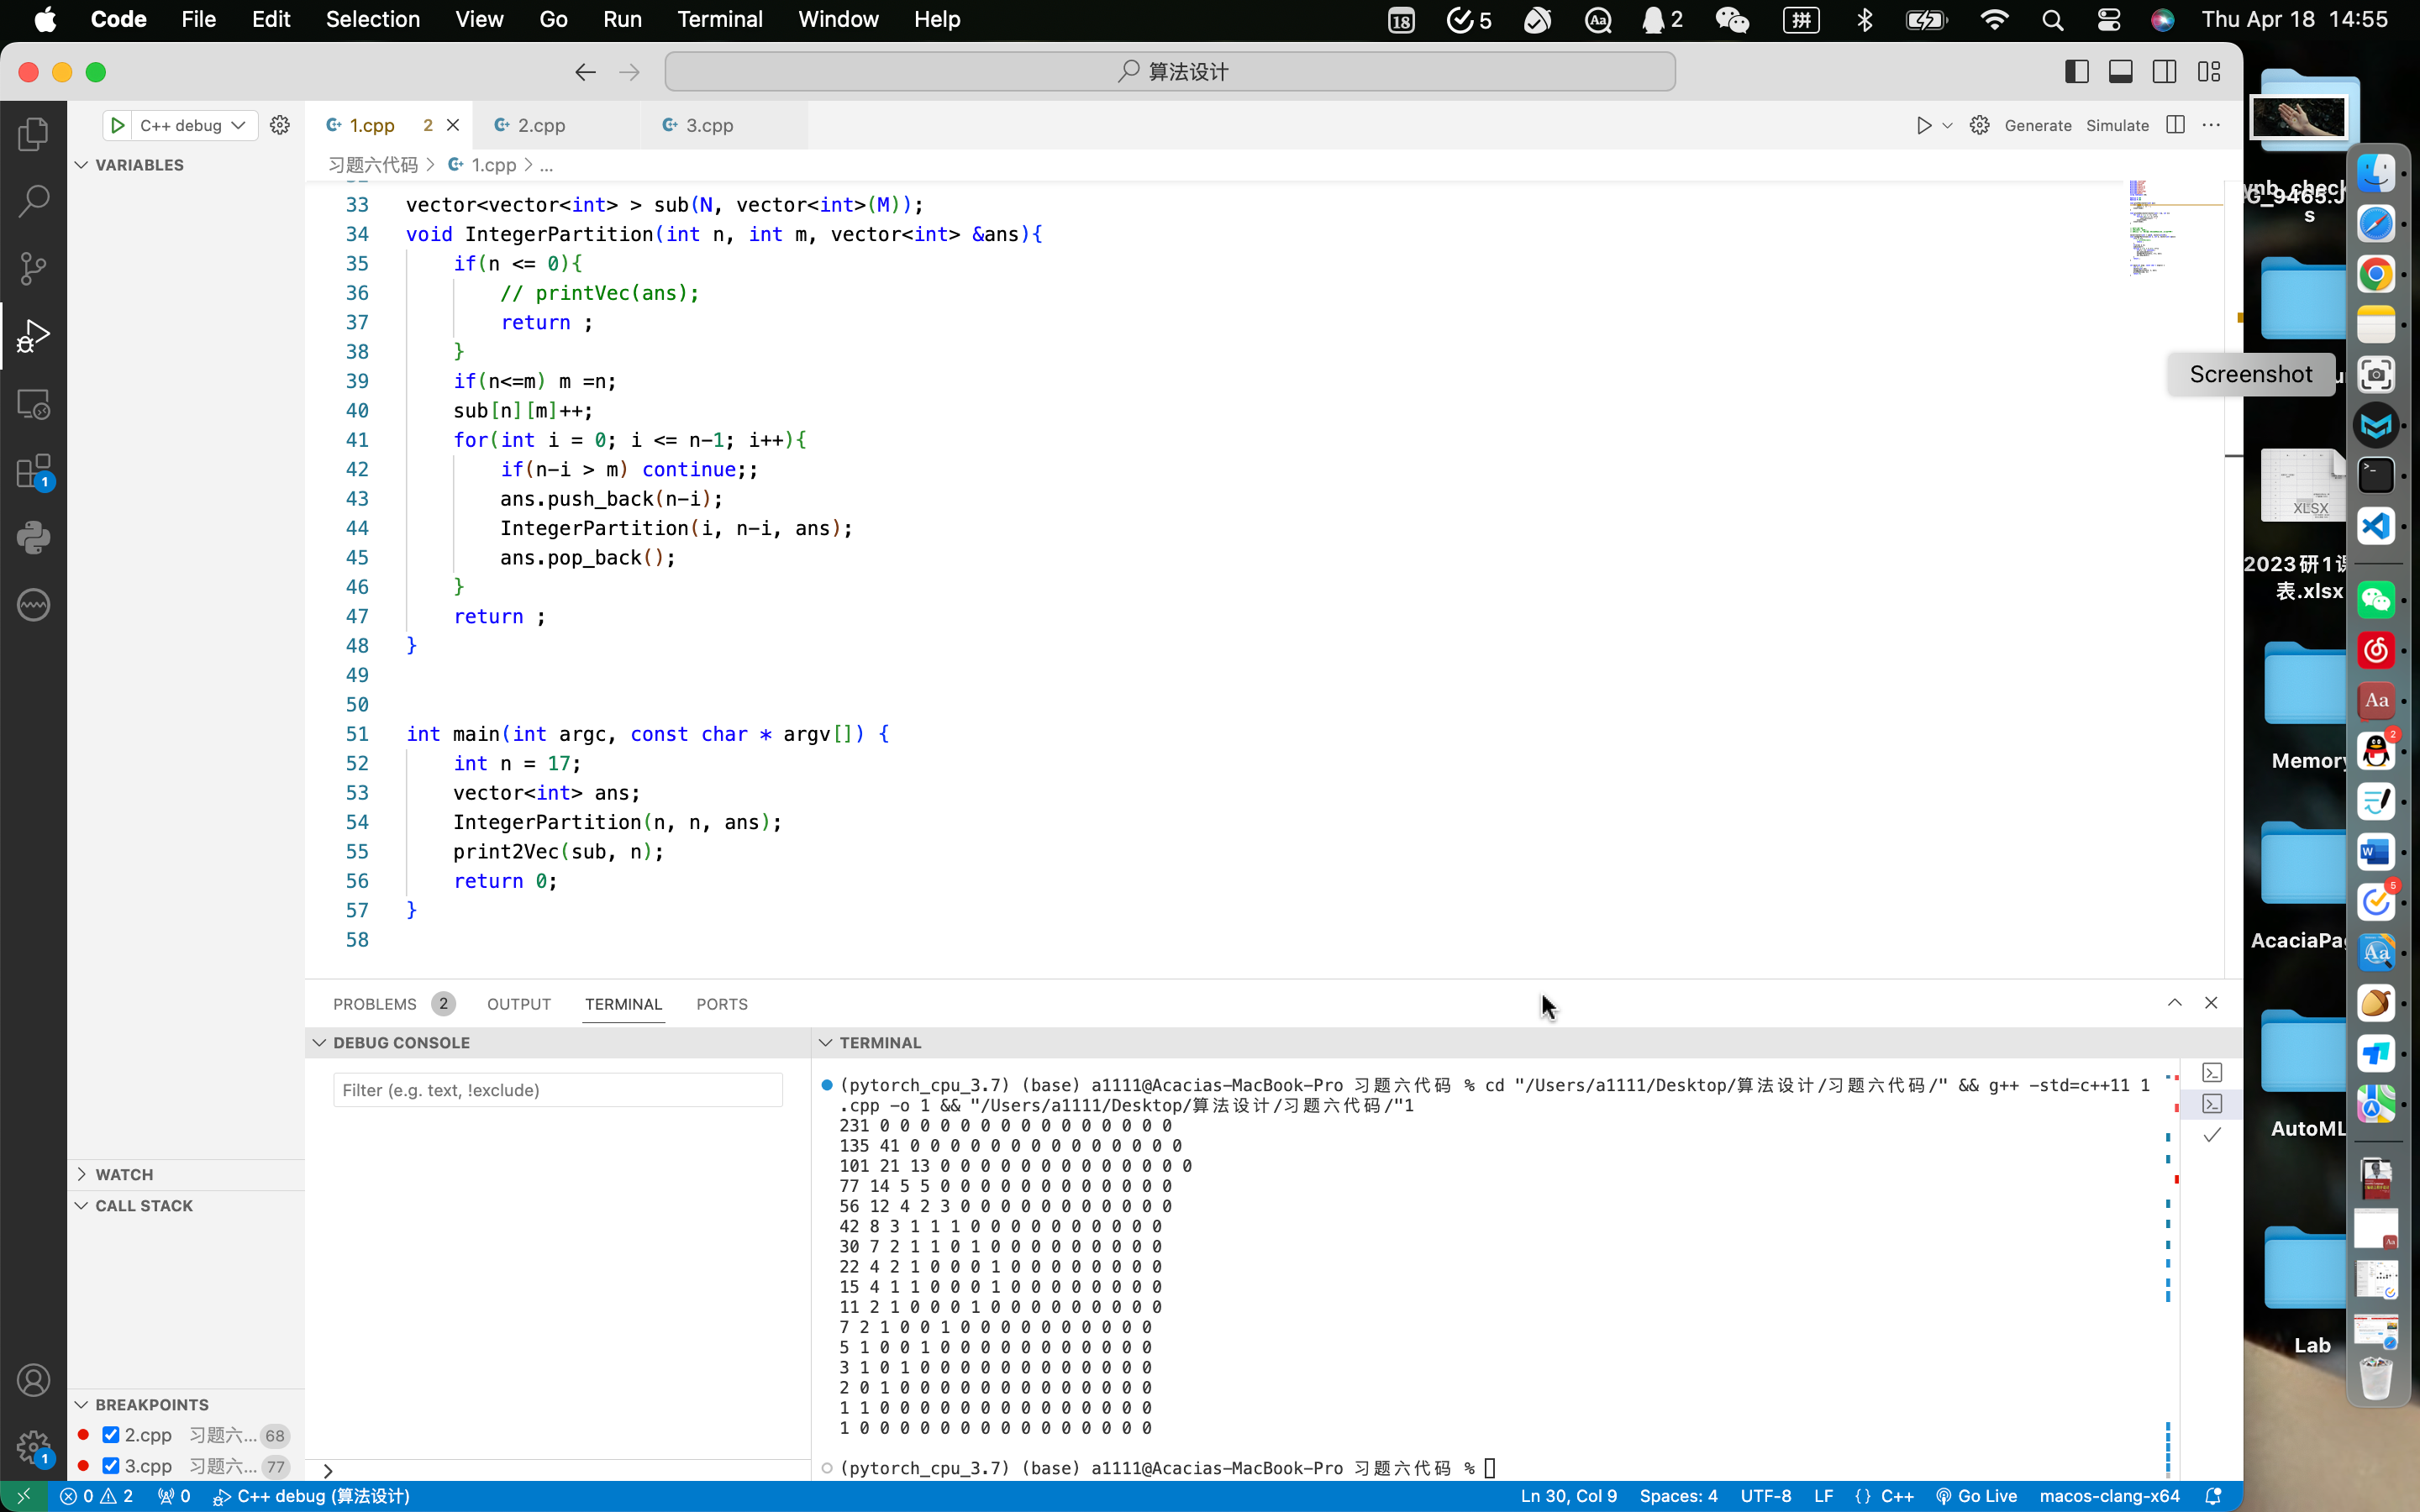 Code File Edit Selection View Go Run Terminal Window Help 18 5 2 拼 Thu Apr 18 14:55
算法设计
C++ debug 1.cpp 2 2.cpp 3.cpp Generate Simulate
VARIABLES
习题六代码 > 1.cpp > ...
33 vector<vector<int> > sub(N, vector<int>(M));
34 void IntegerPartition(int n, int m, vector<int> &ans){
35 if(n <= 0){
36 // printVec(ans);
37 return ;
38 }
39 if(n<=m) m =n;
40 sub[n][m]++;
41 for(int i = 0; i <= n-1; i++){
42 if(n-i > m) continue;;
43 ans.push_back(n-i);
44 IntegerPartition(i, n-i, ans);
45 ans.pop_back();
46 }
47 return ;
48 }
49
50
51 int main(int argc, const char * argv[]) {
52 int n = 17;
53 vector<int> ans;
54 IntegerPartition(n, n, ans);
55 print2Vec(sub, n);
56 return 0;
57 }
58
PROBLEMS 2 OUTPUT TERMINAL PORTS
DEBUG CONSOLE
Filter (e.g. text, !exclude)
TERMINAL
(pytorch_cpu_3.7) (base) a1111@Acacias-MacBook-Pro 习题六代码 % cd "/Users/a1111/Desktop/算法设计/习题六代码/" && g++ -std=c++11 1
.cpp -o 1 && "/Users/a1111/Desktop/算法设计/习题六代码/"1
231 0 0 0 0 0 0 0 0 0 0 0 0 0 0 0
135 41 0 0 0 0 0 0 0 0 0 0 0 0 0 0
101 21 13 0 0 0 0 0 0 0 0 0 0 0 0 0
77 14 5 5 0 0 0 0 0 0 0 0 0 0 0 0
56 12 4 2 3 0 0 0 0 0 0 0 0 0 0 0
42 8 3 1 1 1 0 0 0 0 0 0 0 0 0 0
30 7 2 1 1 0 1 0 0 0 0 0 0 0 0 0
22 4 2 1 0 0 0 1 0 0 0 0 0 0 0 0
15 4 1 1 0 0 0 1 0 0 0 0 0 0 0 0
11 2 1 0 0 0 1 0 0 0 0 0 0 0 0 0
7 2 1 0 0 1 0 0 0 0 0 0 0 0 0 0
5 1 0 0 1 0 0 0 0 0 0 0 0 0 0 0
3 1 0 1 0 0 0 0 0 0 0 0 0 0 0 0
2 0 1 0 0 0 0 0 0 0 0 0 0 0 0 0
1 1 0 0 0 0 0 0 0 0 0 0 0 0 0 0
1 0 0 0 0 0 0 0 0 0 0 0 0 0 0 0
(pytorch_cpu_3.7) (base) a1111@Acacias-MacBook-Pro 习题六代码 %
WATCH
CALL STACK
BREAKPOINTS
2.cpp 习题六... 68
3.cpp 习题六... 77
0 2 0 C++ debug (算法设计) Ln 30, Col 9 Spaces: 4 UTF-8 LF {} C++ Go Live macos-clang-x64
Screenshot
XLSX
2023研1课
表.xlsx
Memory
AcaciaPag
AutoML
Lab